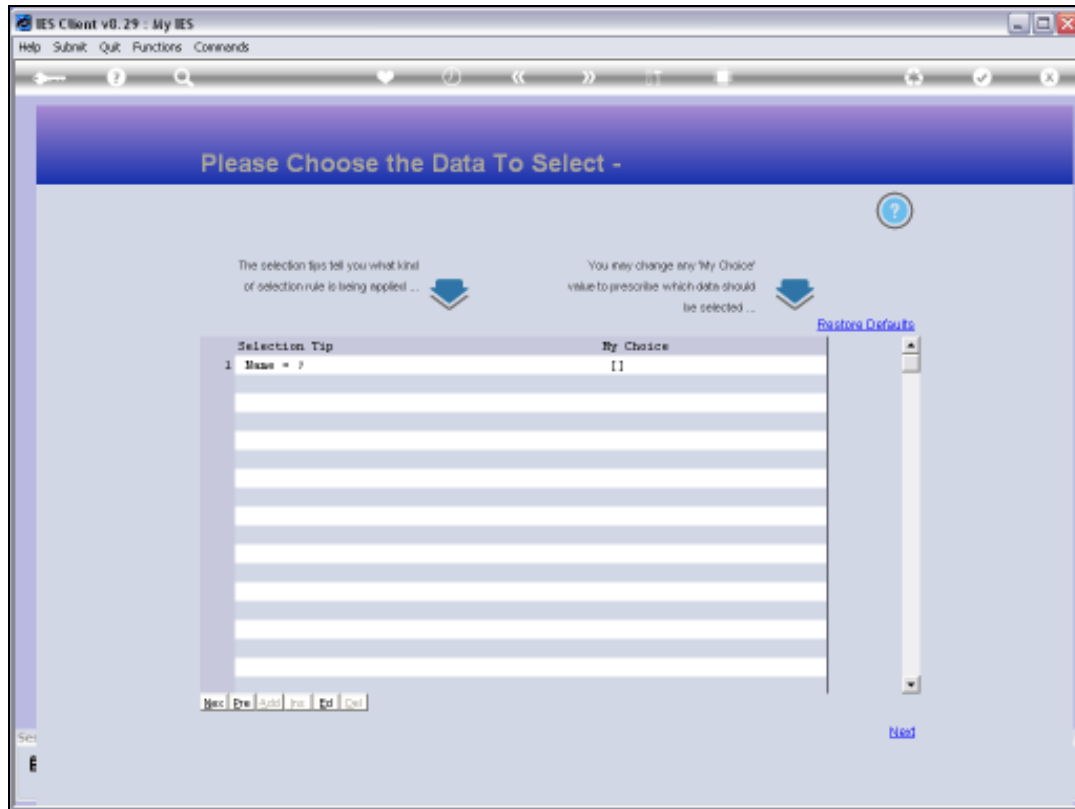 IES Client v8.29 : My IES
Help Submit Quit Functions Commands
Please Choose the Data To Select -
The selection tips tell you what kind
of selection rule is being applied ...
You may change any 'My Choice'
value to prescribe which data should
be selected ...
Restore Defaults
Selection Tip My Choice
1 Name = ? []
Nex Pre Add Ins Ed Del
Next